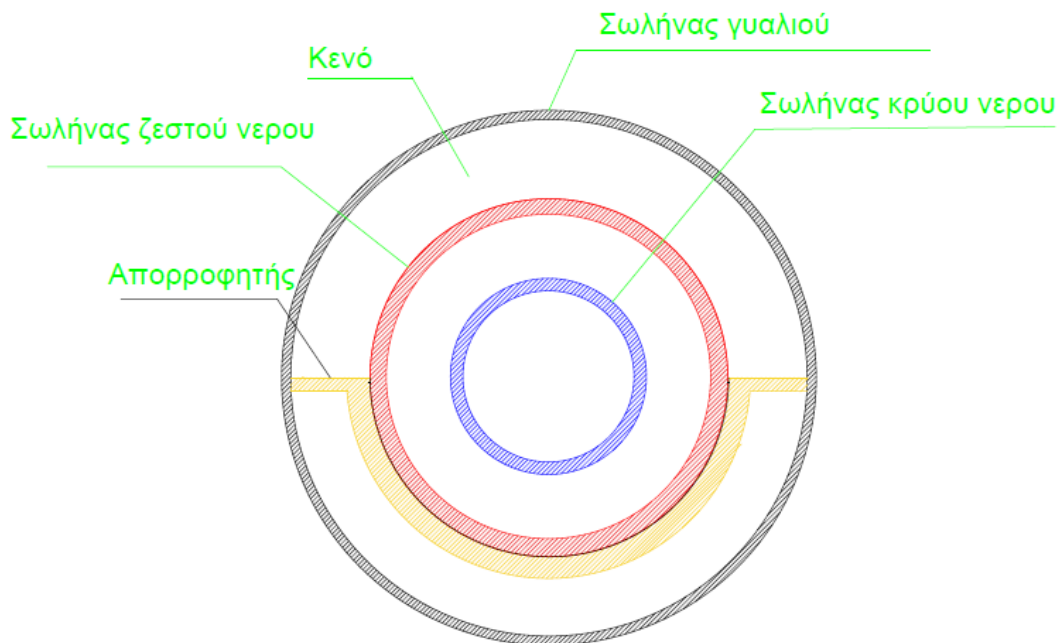 Σωλήνας γυαλιού
Κενό
Σωλήνας κρύου νερου
Σωλήνας ζεστού νερου
Απορροφητής